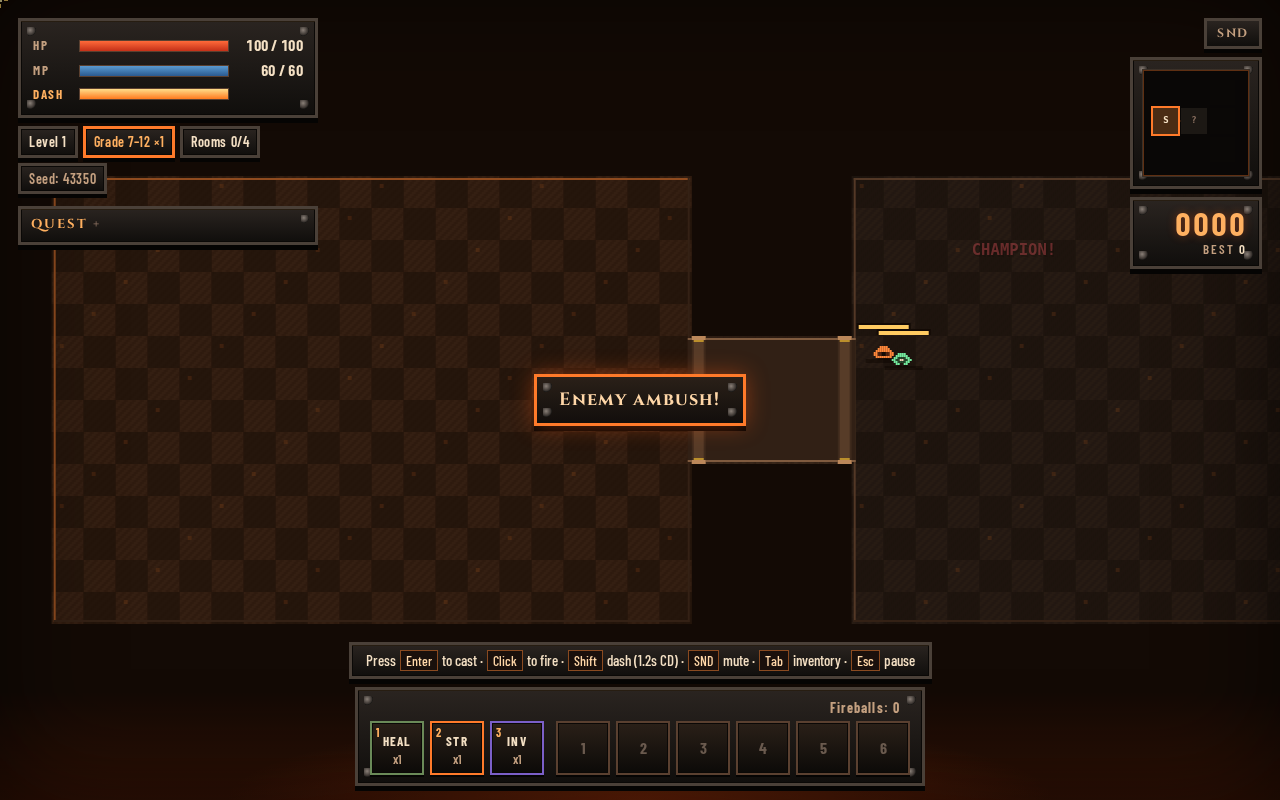 HP 100 / 100
MP 60 / 60
DASH
Level 1
Grade 7-12 ×1
Rooms 0/4
Seed: 43350
QUEST +
SND
S
?
0000
BEST 0
CHAMPION!
ENEMY AMBUSH!
Press Enter to cast · Click to fire · Shift dash (1.2s CD) · SND mute · Tab inventory · Esc pause
Fireballs: 0
1 HEAL x1
2 STR x1
3 INV x1
1
2
3
4
5
6